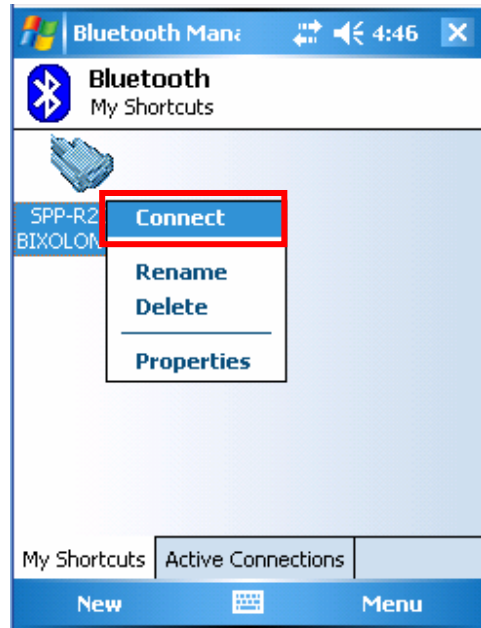 Bluetooth Mana 4:46
Bluetooth
My Shortcuts
SPP-R2
BIXOLON
Connect
Rename
Delete
Properties
My Shortcuts Active Connections
New Menu